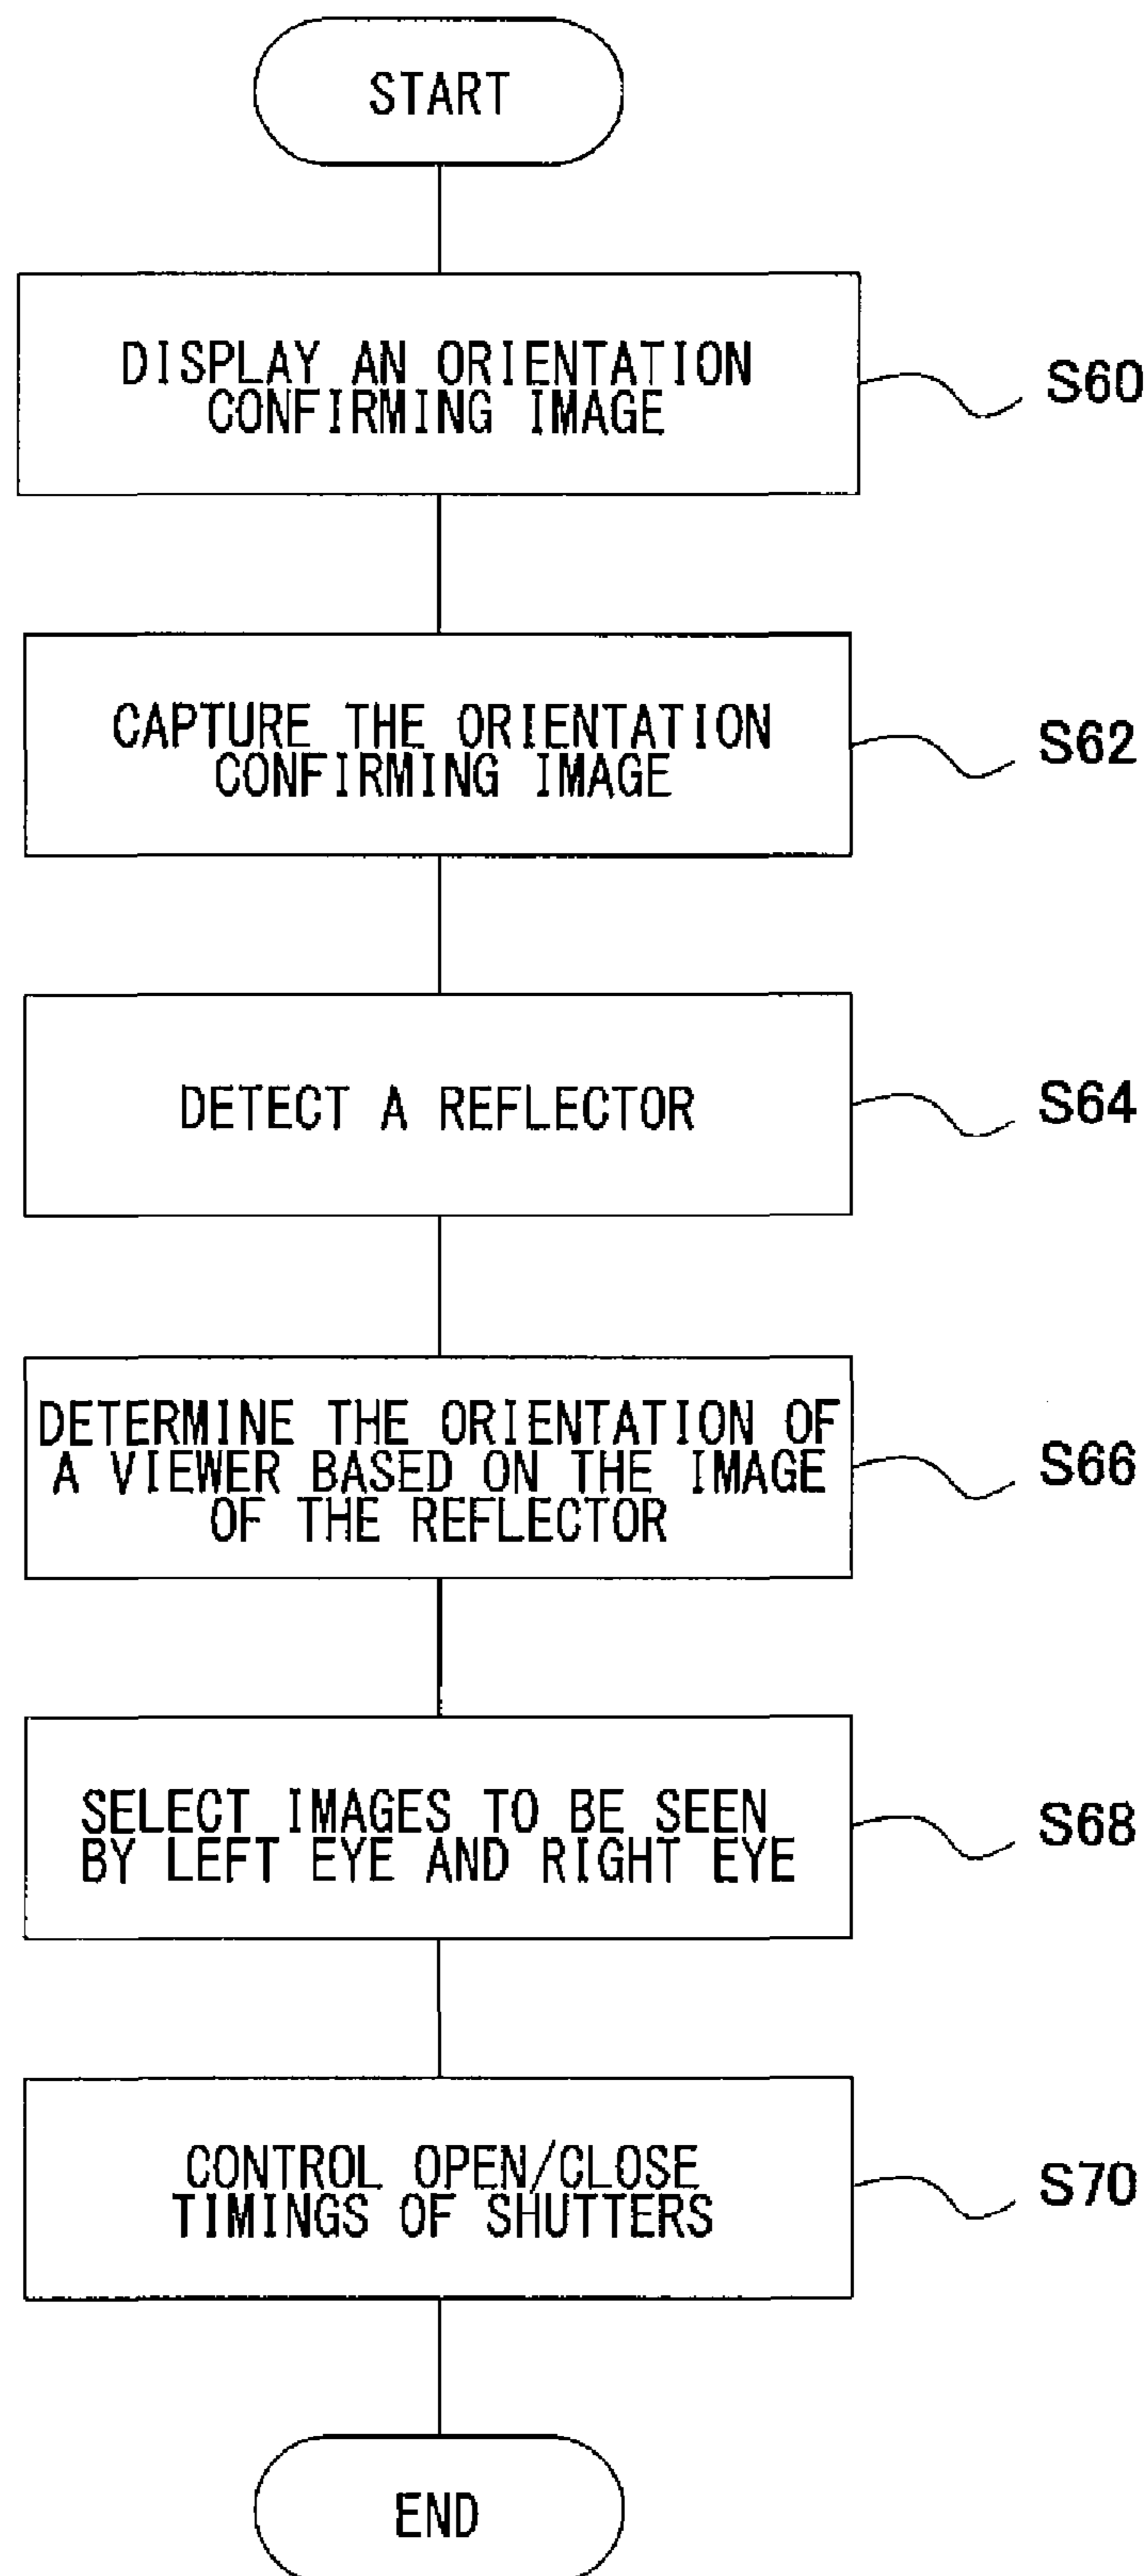 START
DISPLAY AN ORIENTATION
CONFIRMING IMAGE
S60
CAPTURE THE ORIENTATION
CONFIRMING IMAGE
S62
DETECT A REFLECTOR
S64
DETERMINE THE ORIENTATION OF
A VIEWER BASED ON THE IMAGE
OF THE REFLECTOR
S66
SELECT IMAGES TO BE SEEN
BY LEFT EYE AND RIGHT EYE
S68
CONTROL OPEN/CLOSE
TIMINGS OF SHUTTERS
S70
END